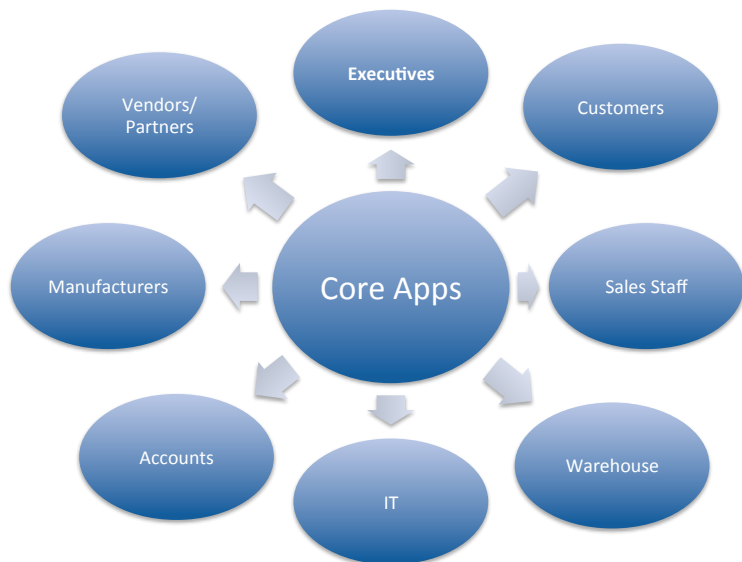 Executives
Vendors/
Partners
Customers
Manufacturers
Core Apps
Sales Staff
Accounts
Warehouse
IT